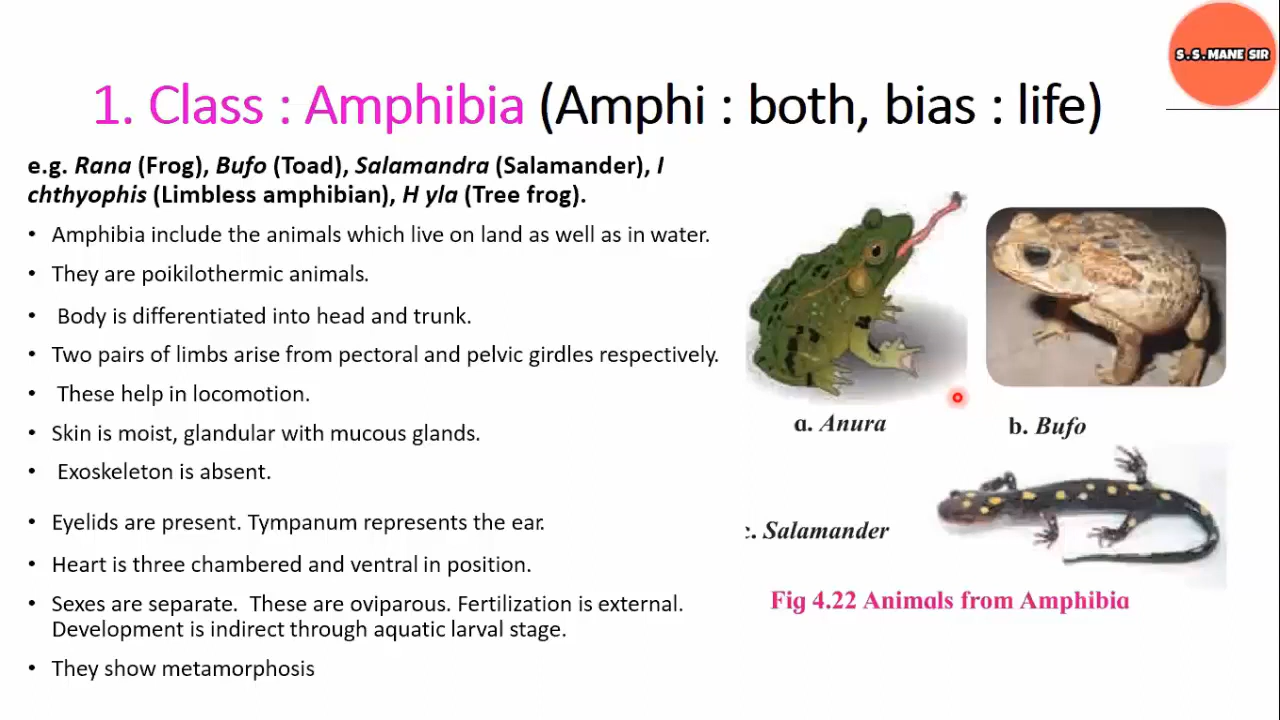 S.S.MANE SIR
1. Class : Amphibia (Amphi : both, bias : life)
e.g. Rana (Frog), Bufo (Toad), Salamandra (Salamander), I
chthyophis (Limbless amphibian), H yla (Tree frog).
• Amphibia include the animals which live on land as well as in water.
• They are poikilothermic animals.
• Body is differentiated into head and trunk.
• Two pairs of limbs arise from pectoral and pelvic girdles respectively.
• These help in locomotion.
• Skin is moist, glandular with mucous glands.
• Exoskeleton is absent.
• Eyelids are present. Tympanum represents the ear.
• Heart is three chambered and ventral in position.
• Sexes are separate. These are oviparous. Fertilization is external.
Development is indirect through aquatic larval stage.
• They show metamorphosis
a. Anura
b. Bufo
c. Salamander
Fig 4.22 Animals from Amphibia